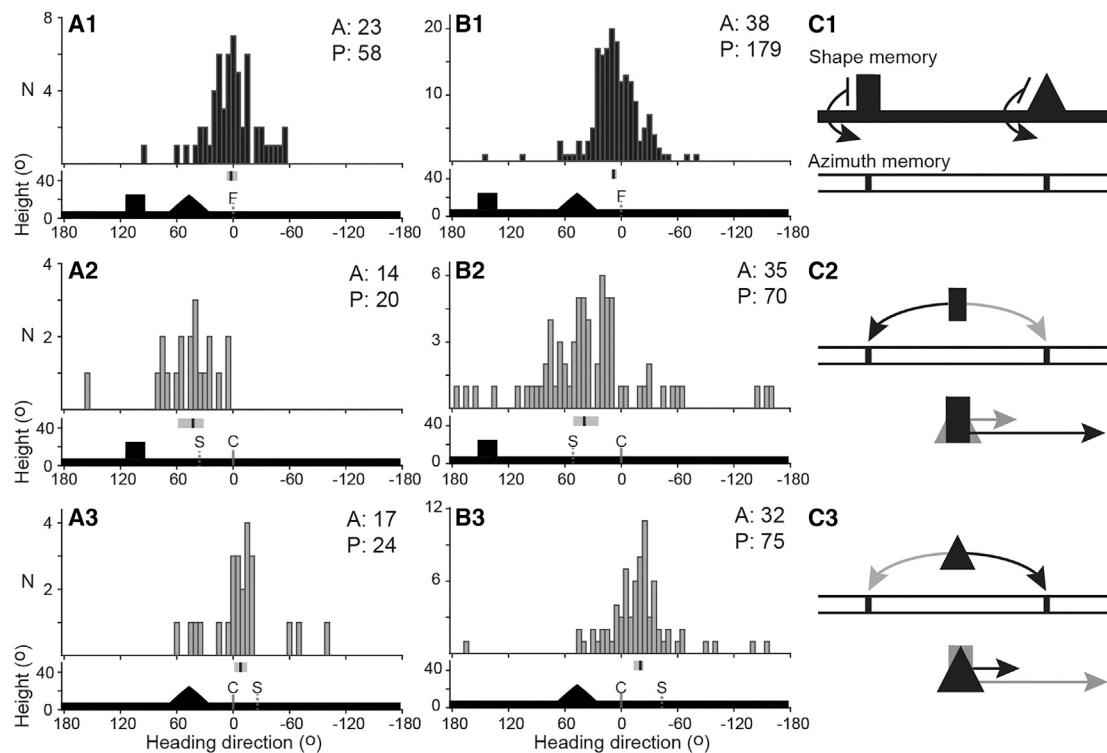 A1
8
4
N
A: 23
P: 58
Height (o)
40
0
F
180 120 60 0 -60 -120 -180
B1
20
10
A: 38
P: 179
40
0
F
180 120 60 0 -60 -120 -180
C1
Shape memory
Azimuth memory
A2
4
2
0
N
A: 14
P: 20
Height (o)
40
0
S C
180 120 60 0 -60 -120 -180
B2
6
3
A: 35
P: 70
40
0
S C
180 120 60 0 -60 -120 -180
C2
A3
4
2
0
N
A: 17
P: 24
Height (o)
40
0
C S
180 120 60 0 -60 -120 -180
Heading direction (o)
B3
12
6
A: 32
P: 75
40
0
C S
180 120 60 0 -60 -120 -180
Heading direction (o)
C3